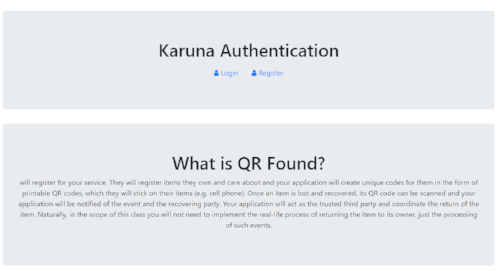 Karuna Authentication
Login Register
What is QR Found?
will register for your service. They will register items they own and care about and your application will create unique codes for them in the form of
printable QR codes, which they will stick on their items (e.g. cell phone). Once an item is lost and recovered, its QR code can be scanned and your
application will be notified of the event and the recovering party. Your application will act as the trusted third party and coordinate the return of the
item. Naturally, in the scope of this class you will not need to implement the real-life process of returning the item to its owner, just the processing
of such events.